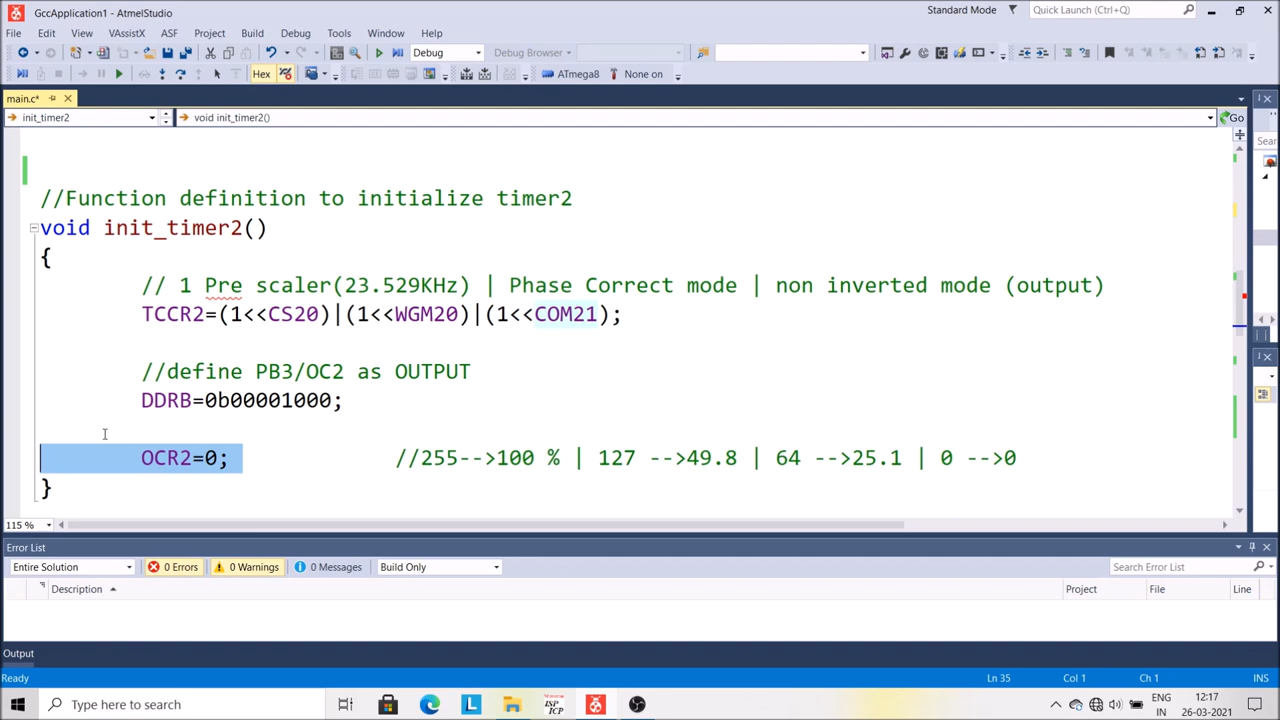 GccApplication1 - AtmelStudio
Standard Mode
Quick Launch (Ctrl+Q)
File Edit View VAssistX ASF Project Build Debug Tools Window Help
Debug
Debug Browser
Hex
ATmega8
None on
main.c*
init_timer2
void init_timer2()
Go
Sear
//Function definition to initialize timer2
void init_timer2()
{
// 1 Pre scaler(23.529KHz) | Phase Correct mode | non inverted mode (output)
TCCR2=(1<<CS20)|(1<<WGM20)|(1<<COM21);
//define PB3/OC2 as OUTPUT
DDRB=0b00001000;
OCR2=0; //255-->100 % | 127 -->49.8 | 64 -->25.1 | 0 -->0
}
115 %
Error List
Entire Solution
0 Errors
0 Warnings
0 Messages
Build Only
Search Error List
Description Project File Line
Output
Ready
Ln 35 Col 1 Ch 1 INS
Type here to search
L
ISP
ICP
ENG
IN
12:17
26-03-2021